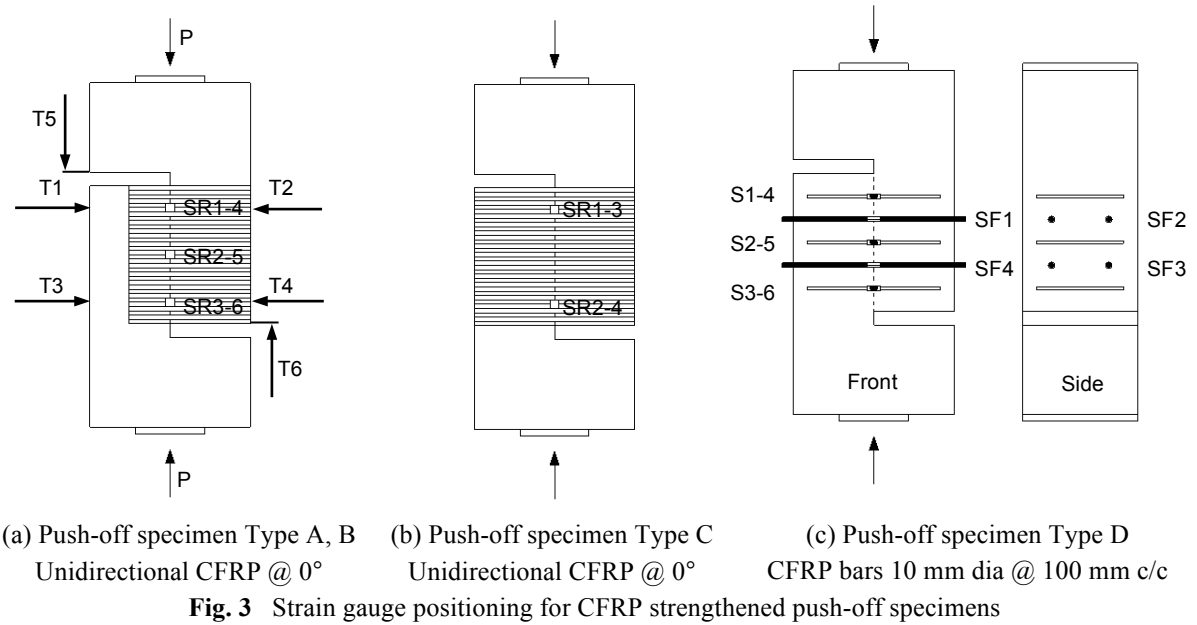 P
T5
T1
T2
SR1-4
SR2-5
T3
T4
SR3-6
T6
P
SR1-3
SR2-4
S1-4
SF1
SF2
S2-5
SF4
SF3
S3-6
Front
Side
(a) Push-off specimen Type A, B
Unidirectional CFRP @ 0°
(b) Push-off specimen Type C
Unidirectional CFRP @ 0°
(c) Push-off specimen Type D
CFRP bars 10 mm dia @ 100 mm c/c
Fig. 3 Strain gauge positioning for CFRP strengthened push-off specimens